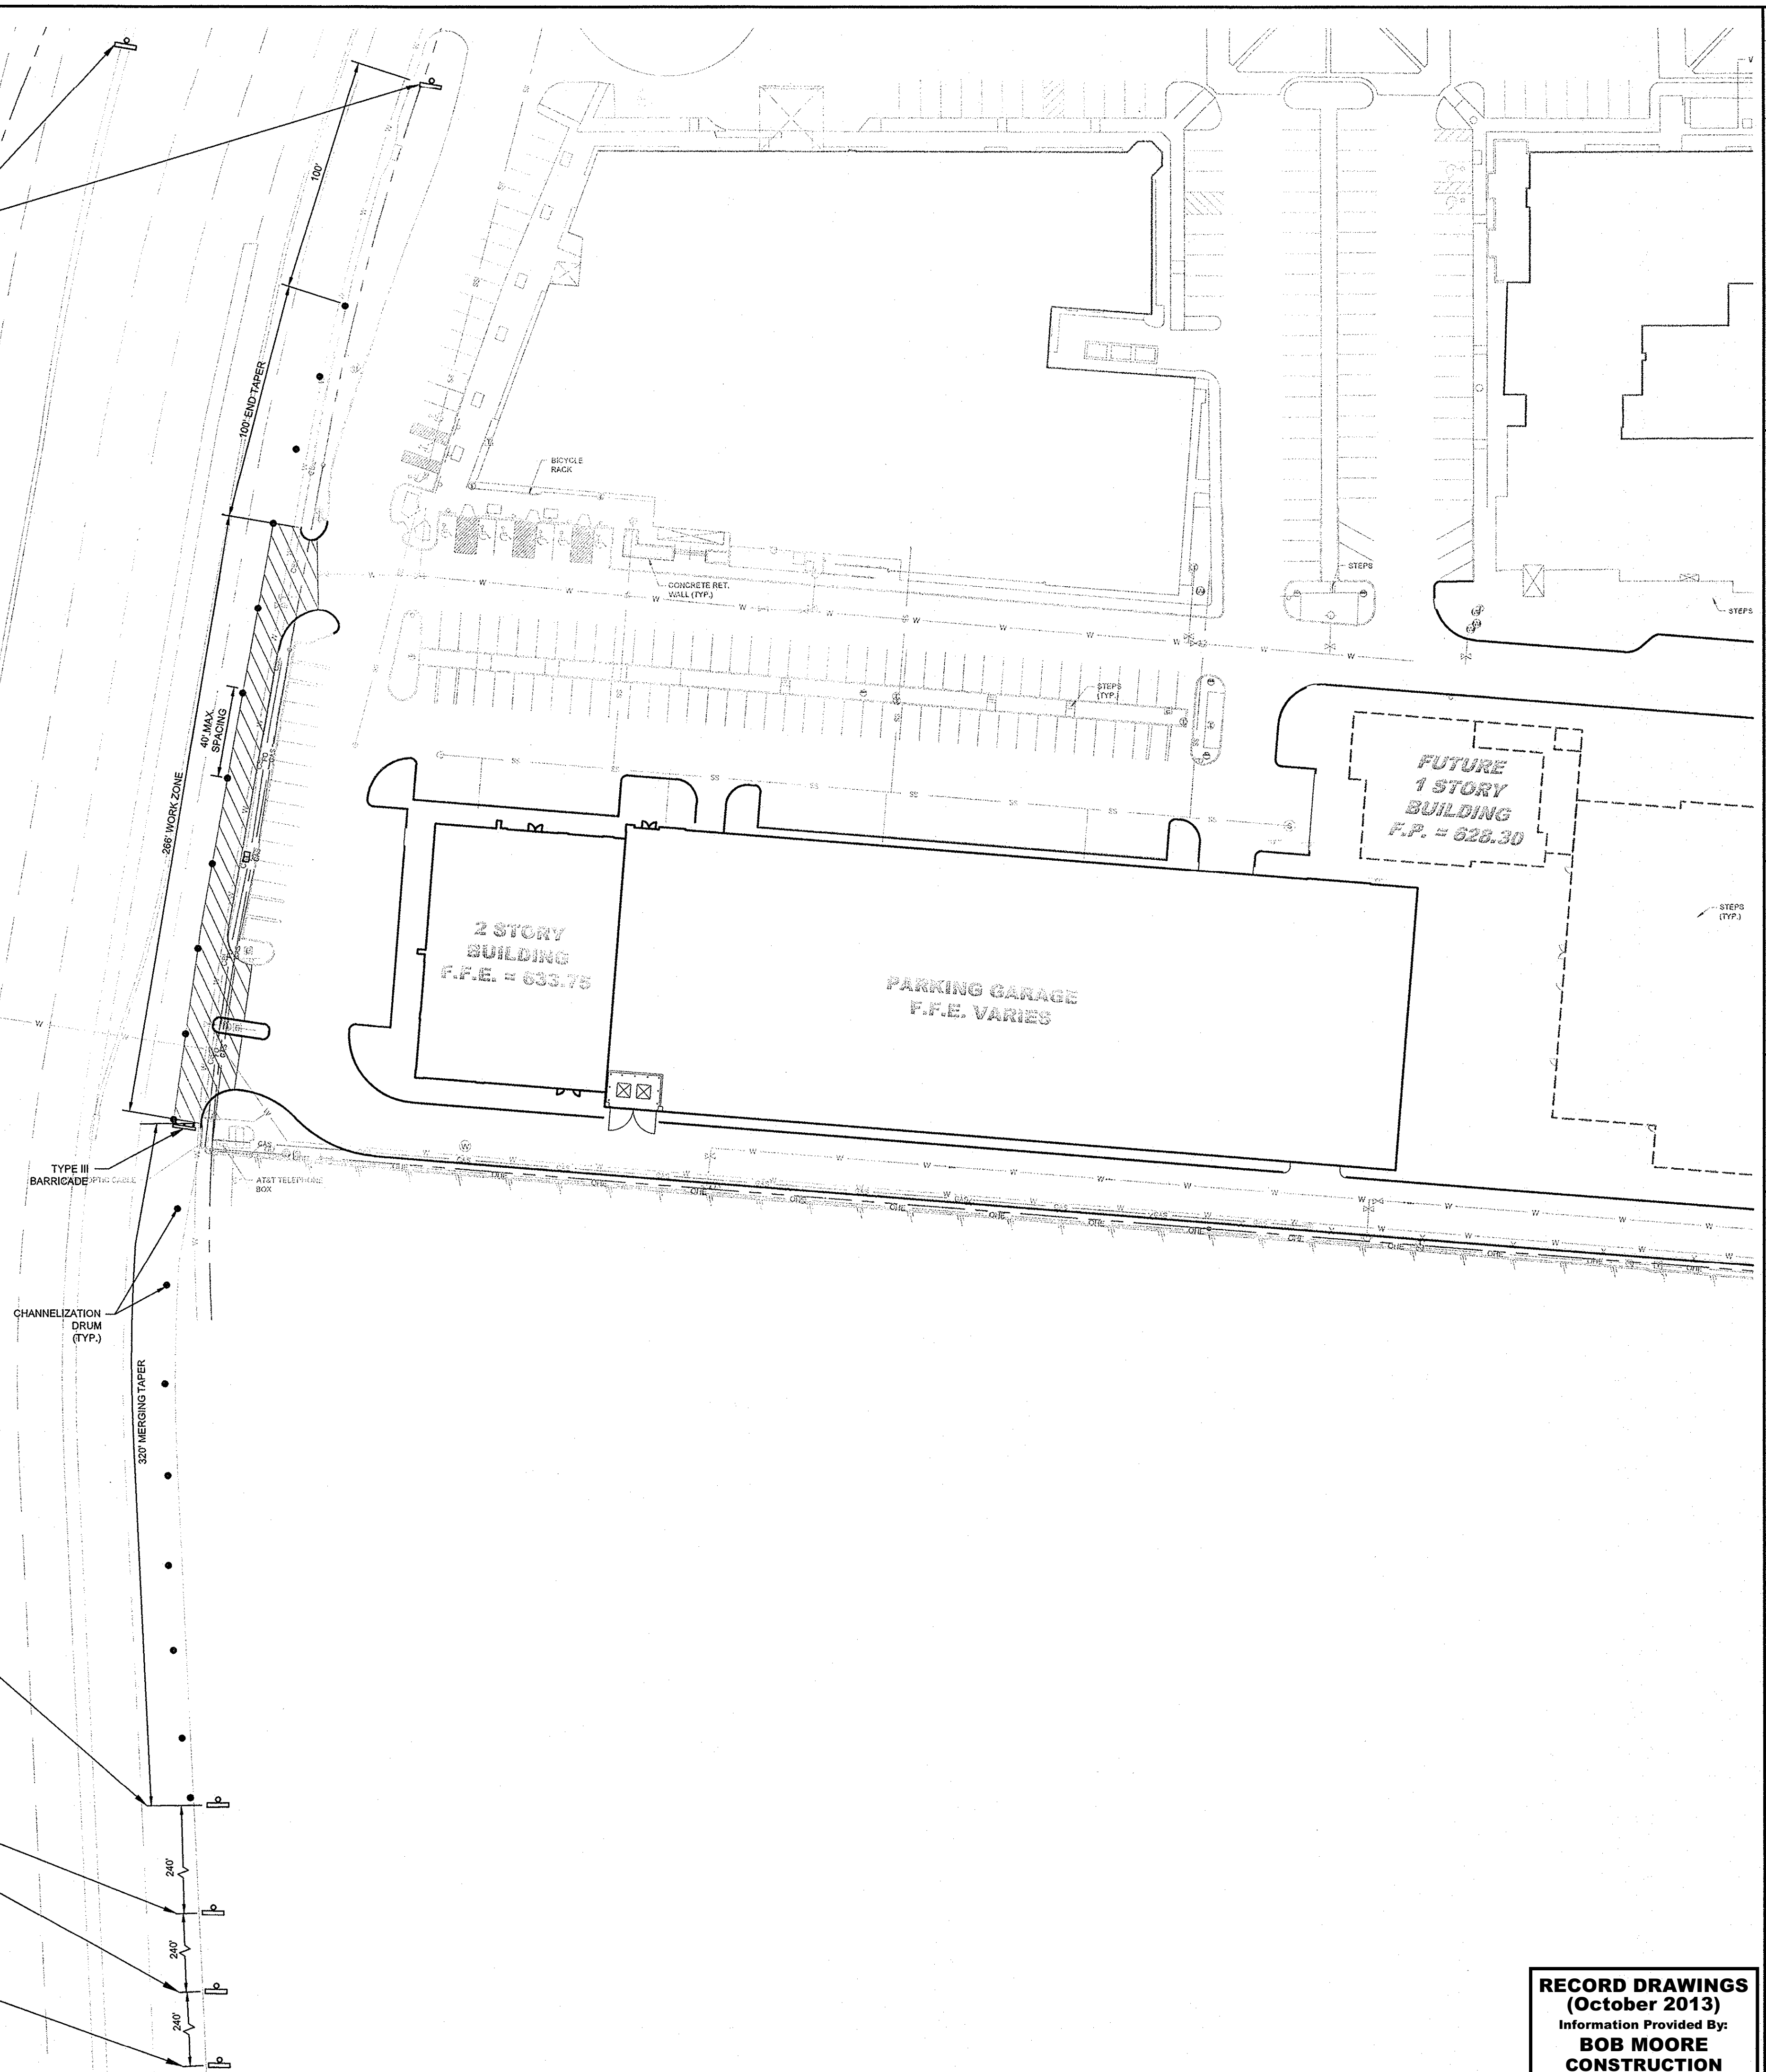 V
100'
100' END TAPER
BICYCLE
RACK
CONCRETE RET.
WALL (TYP.)
STEPS
STEPS
STEPS
(TYP.)
40' MAX.
SPACING
266' WORK ZONE
FUTURE
1 STORY
BUILDING
F.P. = 628.30
STEPS
(TYP.)
2 STORY
BUILDING
F.F.E. = 633.75
PARKING GARAGE
F.F.E. VARIES
TYPE III
BARRICADE
AT&T TELEPHONE
BOX
CHANNELIZATION
DRUM
(TYP.)
320' MERGING TAPER
240'
240'
240'
RECORD DRAWINGS
(October 2013)
Information Provided By:
BOB MOORE
CONSTRUCTION